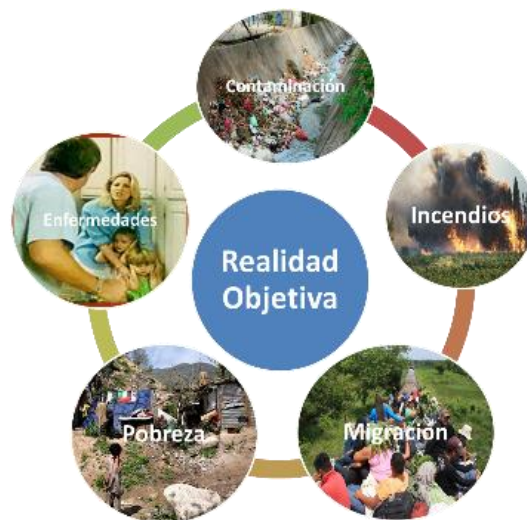 Contaminación
Incendios
Migración
Pobreza
Enfermedades
Realidad
Objetiva